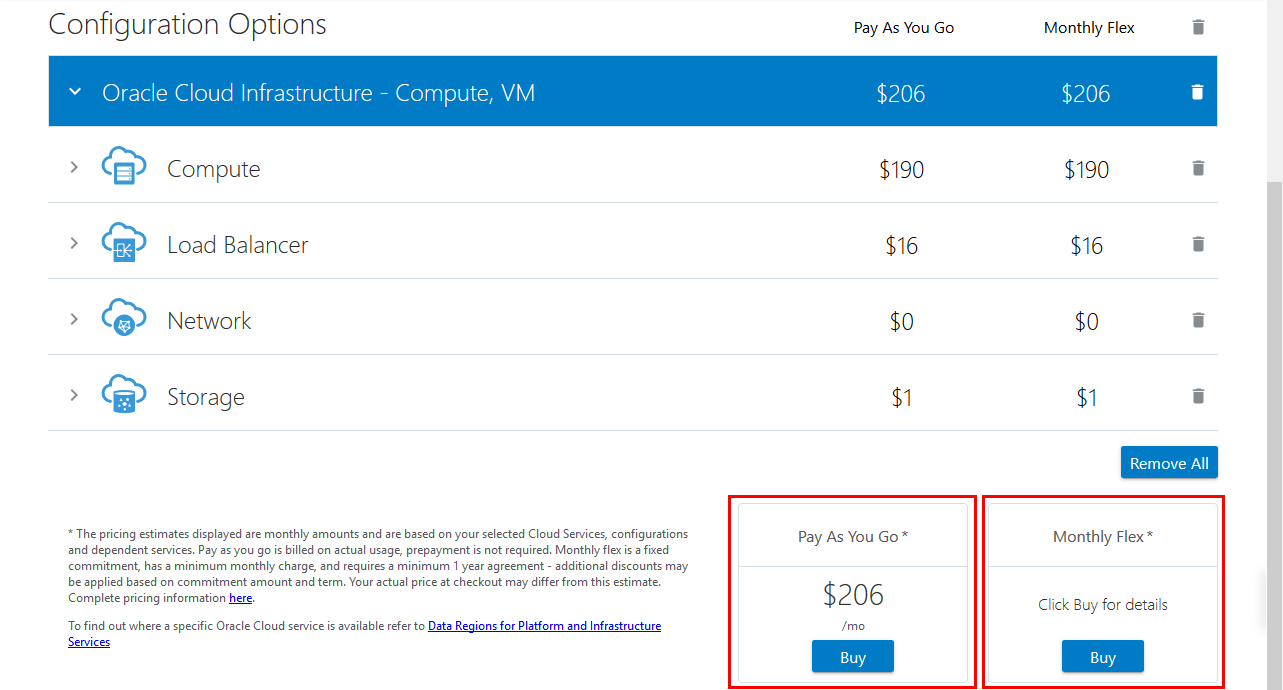 Configuration Options Pay As You Go Monthly Flex
Oracle Cloud Infrastructure - Compute, VM $206 $206
Compute $190 $190
Load Balancer $16 $16
Network $0 $0
Storage $1 $1
Remove All
* The pricing estimates displayed are monthly amounts and are based on your selected Cloud Services, configurations
and dependent services. Pay as you go is billed on actual usage, prepayment is not required. Monthly flex is a fixed
commitment, has a minimum monthly charge, and requires a minimum 1 year agreement - additional discounts may
be applied based on commitment amount and term. Your actual price at checkout may differ from this estimate.
Complete pricing information here.
To find out where a specific Oracle Cloud service is available refer to Data Regions for Platform and Infrastructure
Services
Pay As You Go *
$206
/mo
Buy
Monthly Flex *
Click Buy for details
Buy